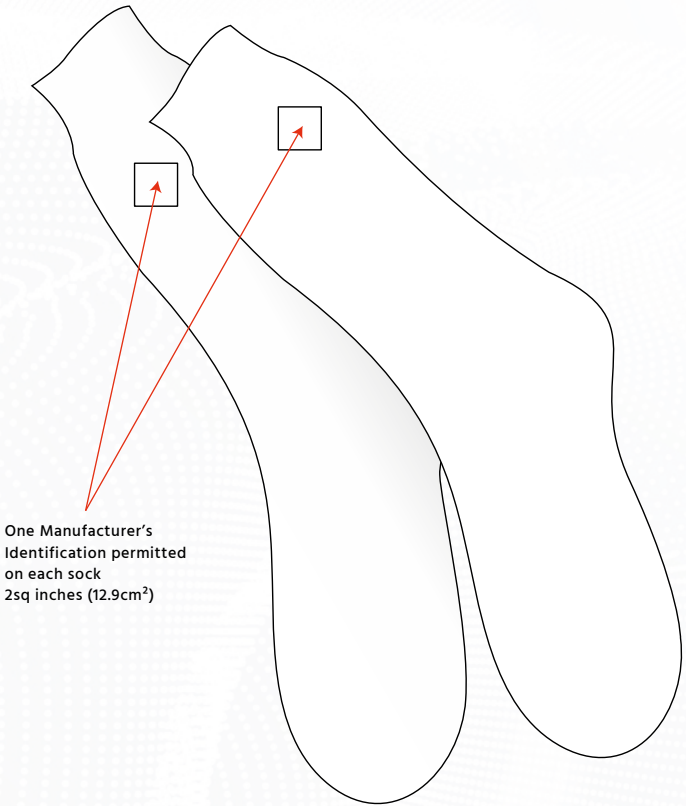 One Manufacturer’s
Identification permitted
on each sock
2sq inches (12.9cm²)